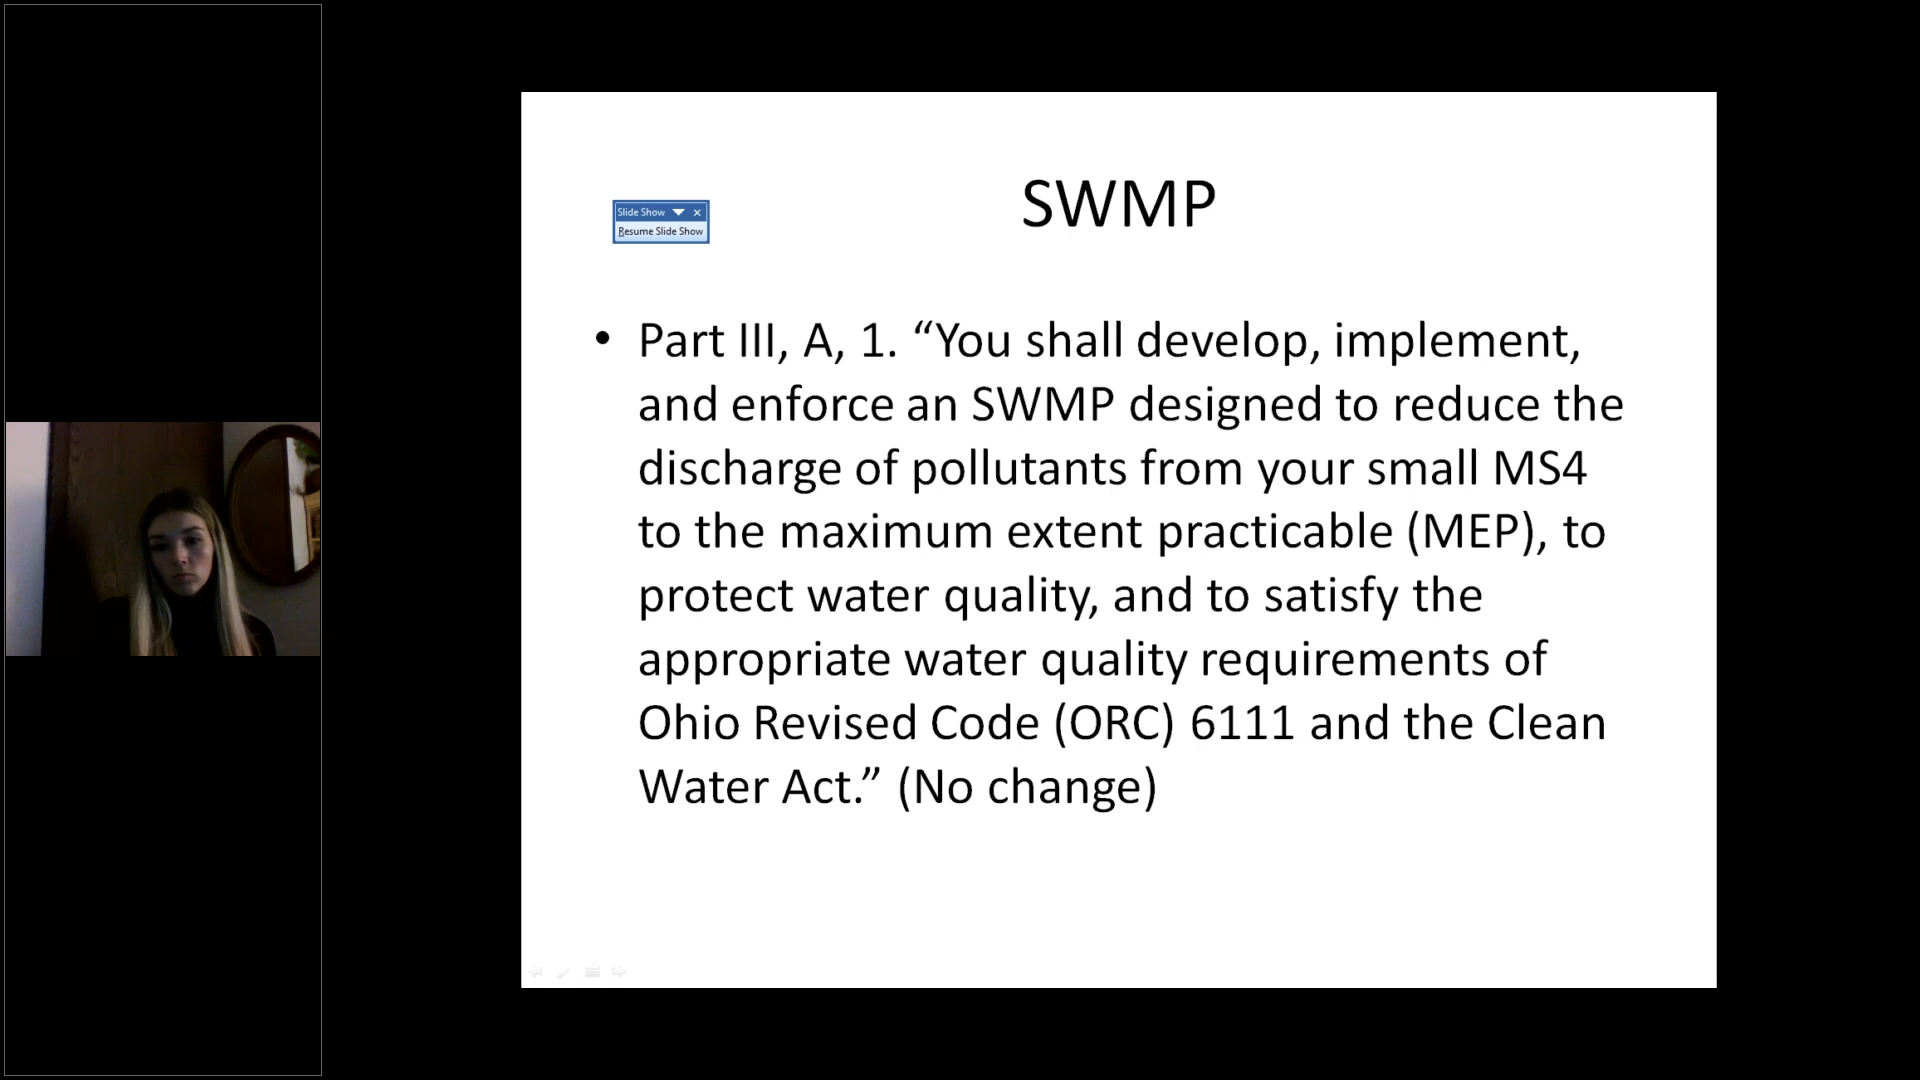 SWMP
Slide Show
Resume Slide Show
• Part III, A, 1. “You shall develop, implement,
and enforce an SWMP designed to reduce the
discharge of pollutants from your small MS4
to the maximum extent practicable (MEP), to
protect water quality, and to satisfy the
appropriate water quality requirements of
Ohio Revised Code (ORC) 6111 and the Clean
Water Act.” (No change)